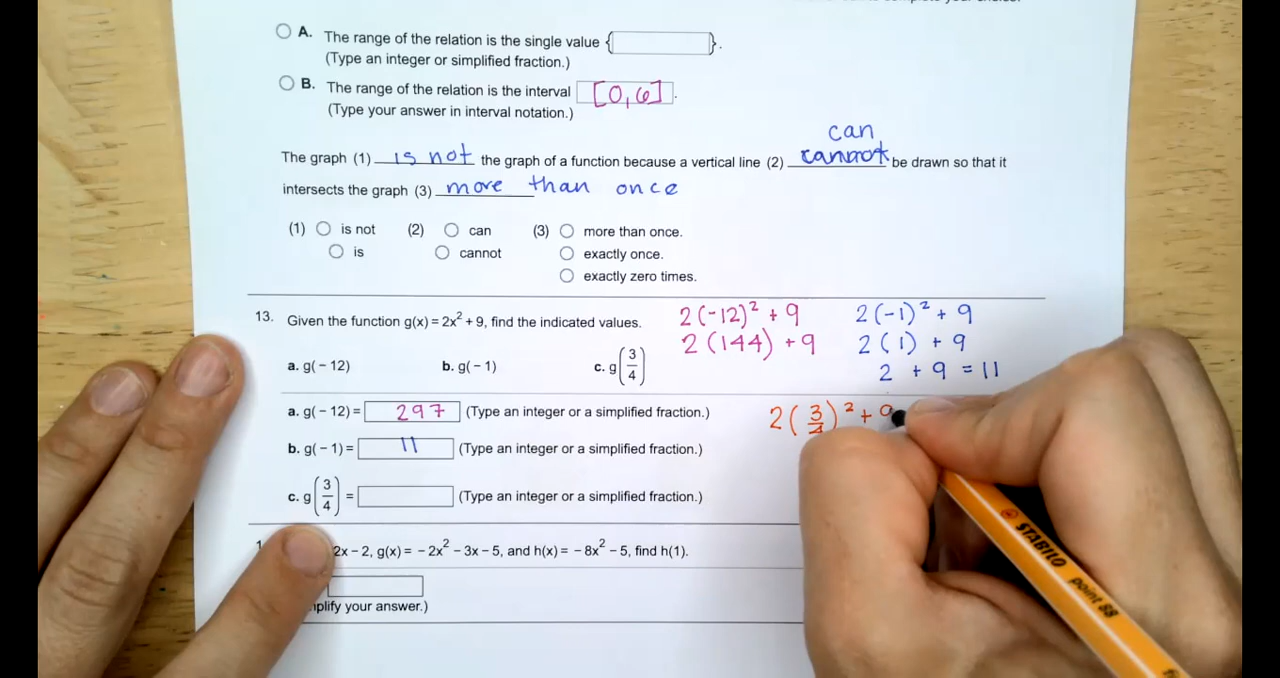 A. The range of the relation is the single value { }.
(Type an integer or simplified fraction.)
B. The range of the relation is the interval [0,6].
(Type your answer in interval notation.)
can
The graph (1) is not the graph of a function because a vertical line (2) cannot be drawn so that it
intersects the graph (3) more than once
(1) is not (2) can (3) more than once.
is cannot exactly once.
exactly zero times.
13. Given the function g(x) = 2x² + 9, find the indicated values.
2(-12)² + 9 2(-1)² + 9
2(144) + 9 2(1) + 9
2 + 9 = 11
a. g(-12) b. g(-1) c. g(3/4)
a. g(-12) = 297 (Type an integer or a simplified fraction.)
2(3/4)² + 9
b. g(-1) = 11 (Type an integer or a simplified fraction.)
c. g(3/4) = (Type an integer or a simplified fraction.)
2x - 2, g(x) = -2x² - 3x - 5, and h(x) = -8x² - 5, find h(1).
your answer.)
STABILO point 88